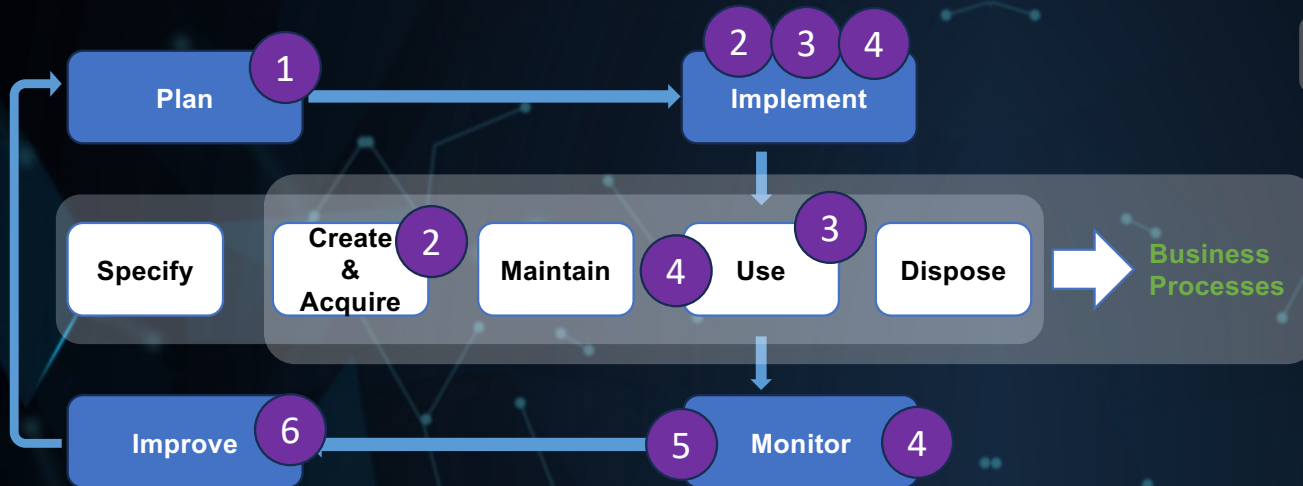 2 3 4
1
Plan
Implement
Specify
Create
&
Acquire
2
Maintain
4
Use
3
Dispose
Business
Processes
Improve
6
5
Monitor
4